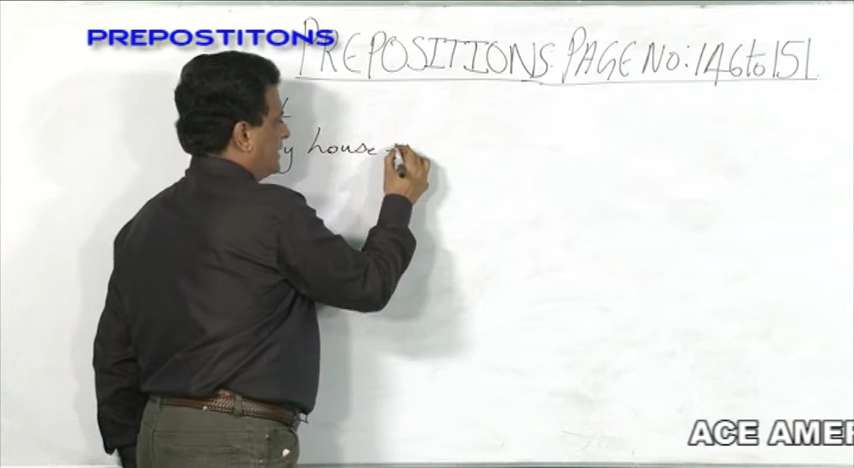 PREPOSTITONS
PREPOSITIONS. PAGE No: 146 to 151
y house
ACE AMER